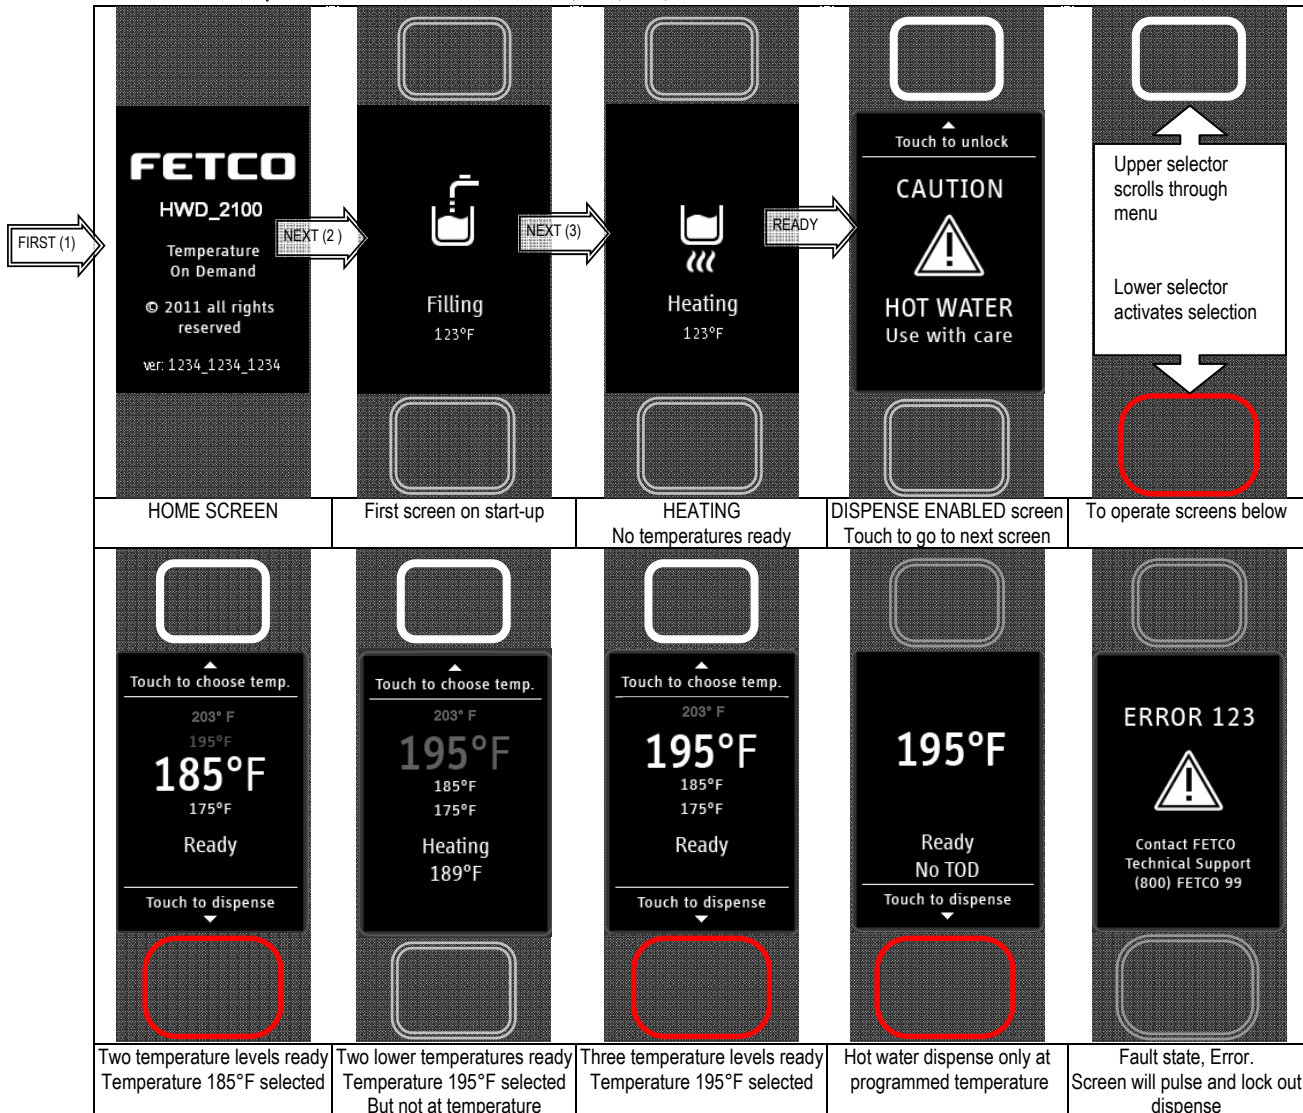 FIRST (1)
FETCO
HWD_2100
Temperature
On Demand
© 2011 all rights
reserved
ver: 1234_1234_1234
NEXT (2 )
Filling
123°F
NEXT (3)
Heating
123°F
READY
Touch to unlock
CAUTION
HOT WATER
Use with care
Upper selector
scrolls through
menu
Lower selector
activates selection
HOME SCREEN
First screen on start-up
HEATING
No temperatures ready
DISPENSE ENABLED screen
Touch to go to next screen
To operate screens below
Touch to choose temp.
203° F
195°F
185°F
175°F
Ready
Touch to dispense
Touch to choose temp.
203° F
195°F
185°F
175°F
Heating
189°F
Touch to choose temp.
203° F
195°F
185°F
175°F
Ready
Touch to dispense
195°F
Ready
No TOD
Touch to dispense
ERROR 123
Contact FETCO
Technical Support
(800) FETCO 99
Two temperature levels ready
Temperature 185°F selected
Two lower temperatures ready
Temperature 195°F selected
But not at temperature
Three temperature levels ready
Temperature 195°F selected
Hot water dispense only at
programmed temperature
Fault state, Error.
Screen will pulse and lock out
dispense